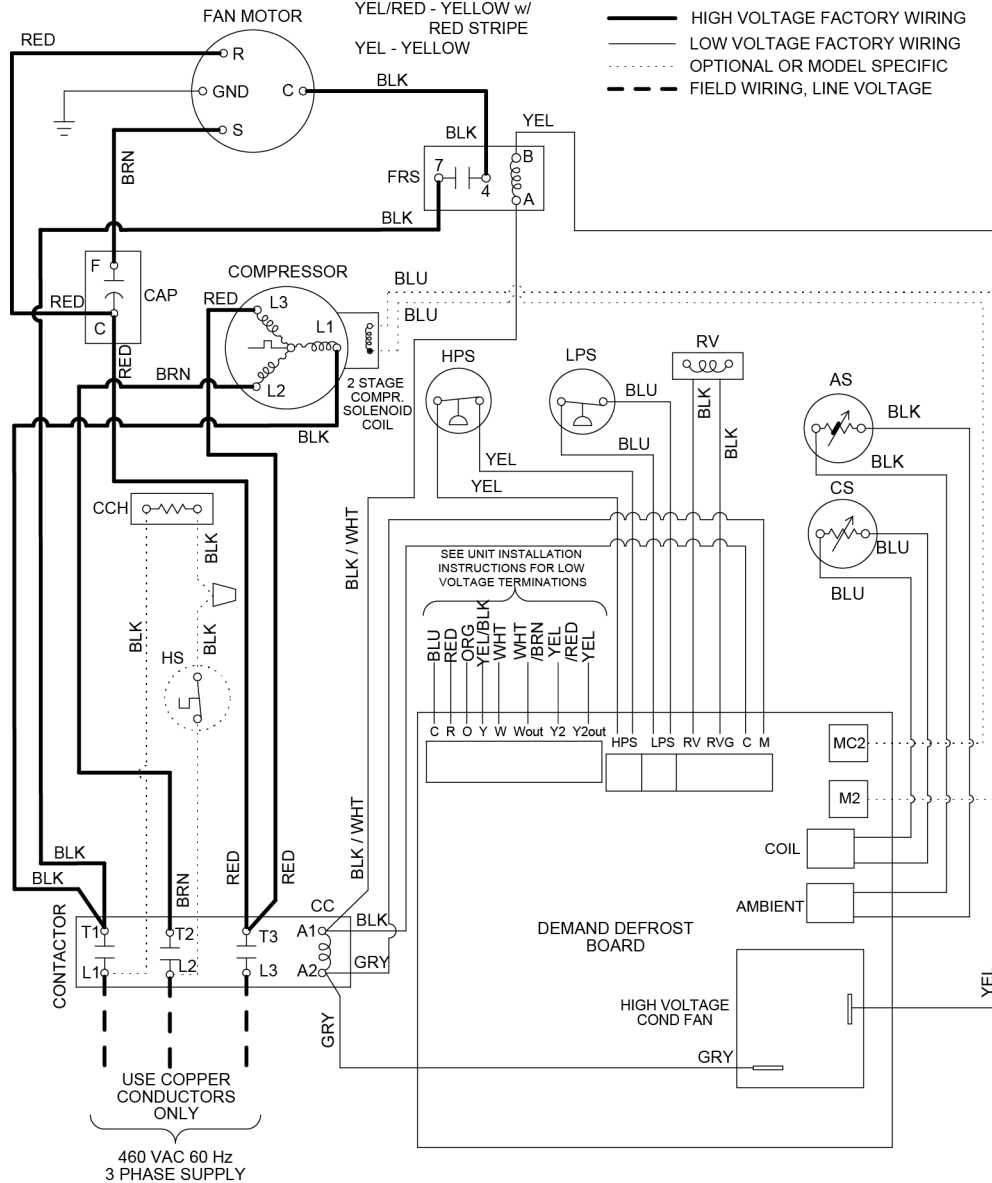 FAN MOTOR
YEL/RED - YELLOW w/
RED STRIPE
YEL - YELLOW
HIGH VOLTAGE FACTORY WIRING
LOW VOLTAGE FACTORY WIRING
OPTIONAL OR MODEL SPECIFIC
FIELD WIRING, LINE VOLTAGE
RED
R
GND
C
S
BLK
BLK
YEL
BRN
FRS
7
4
B
A
BLK
F
CAP
C
RED
RED
COMPRESSOR
RED
L3
L1
L2
BRN
BLK
BLU
BLU
2 STAGE
COMPR.
SOLENOID
COIL
HPS
LPS
RV
AS
BLU
BLU
BLK
BLK
BLK
BLK
YEL
YEL
CS
BLU
BLU
CCH
BLK
BLK
BLK
HS
BLK / WHT
SEE UNIT INSTALLATION
INSTRUCTIONS FOR LOW
VOLTAGE TERMINATIONS
BLU
RED
ORG
YEL/BLK
WHT
WHT
/BRN
YEL
/RED
YEL
C R O Y W Wout Y2 Y2out
HPS LPS RV RVG C M
MC2
M2
COIL
AMBIENT
BLK / WHT
BLK
BLK
BRN
RED
RED
CONTACTOR
T1
T2
T3
L1
L2
L3
CC
A1
A2
BLK
GRY
GRY
DEMAND DEFROST
BOARD
HIGH VOLTAGE
COND FAN
YEL
GRY
USE COPPER
CONDUCTORS
ONLY
460 VAC 60 Hz
3 PHASE SUPPLY